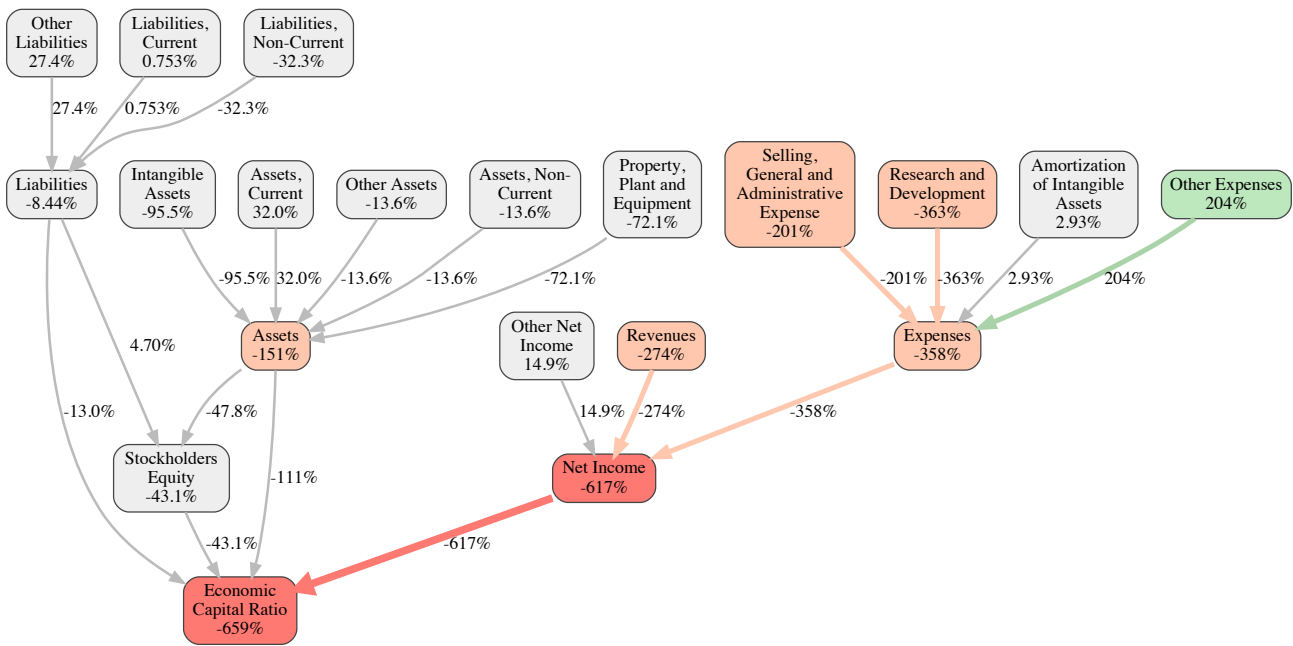 Other
Liabilities
27.4%
Liabilities,
Current
0.753%
Liabilities,
Non-Current
-32.3%
27.4%
0.753%
-32.3%
Liabilities
-8.44%
Intangible
Assets
-95.5%
Assets,
Current
32.0%
Other Assets
-13.6%
Assets, Non-
Current
-13.6%
Property,
Plant and
Equipment
-72.1%
Selling,
General and
Administrative
Expense
-201%
Research and
Development
-363%
Amortization
of Intangible
Assets
2.93%
Other Expenses
204%
-95.5%
32.0%
-13.6%
-13.6%
-72.1%
-201%
-363%
2.93%
204%
4.70%
Assets
-151%
Other Net
Income
14.9%
Revenues
-274%
Expenses
-358%
-13.0%
-47.8%
14.9%
-274%
-358%
Stockholders
Equity
-43.1%
-111%
Net Income
-617%
-43.1%
-617%
Economic
Capital Ratio
-659%